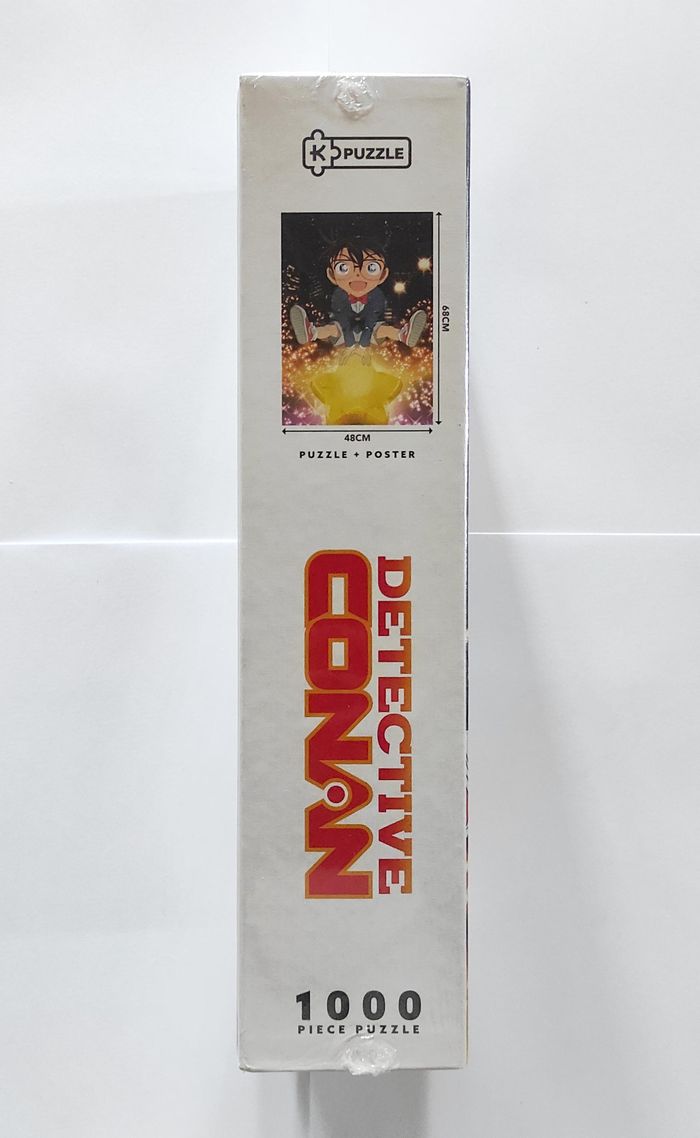 K PUZZLE
68CM
48CM
PUZZLE + POSTER
DETECTIVE
CONAN
1000
PIECE PUZZLE